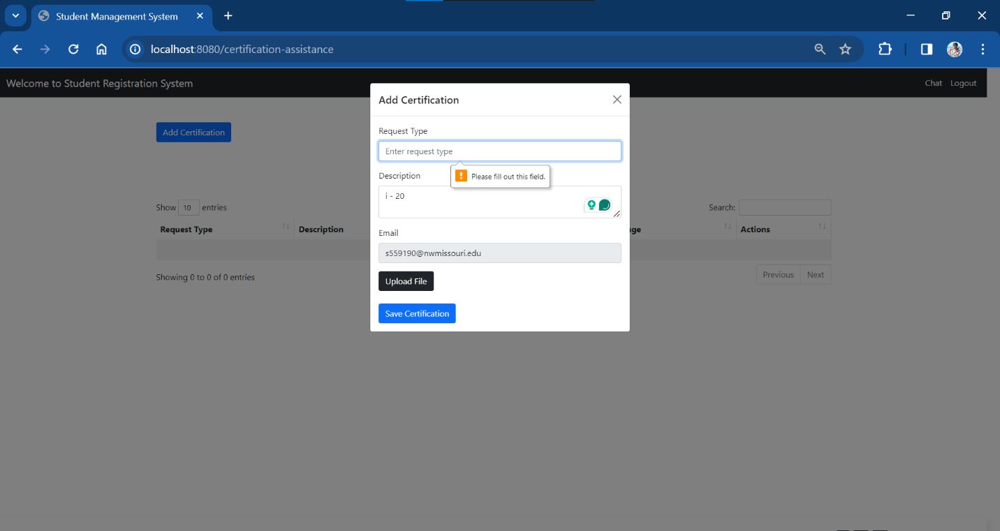 Student Management System
localhost:8080/certification-assistance
Welcome to Student Registration System
Chat Logout
Add Certification
Add Certification
Request Type
Enter request type
Please fill out this field.
Description
i - 20
Email
s559190@nwmissouri.edu
Upload File
Save Certification
Show 10 entries
Search:
Request Type Description Actions
Showing 0 to 0 of 0 entries
Previous Next